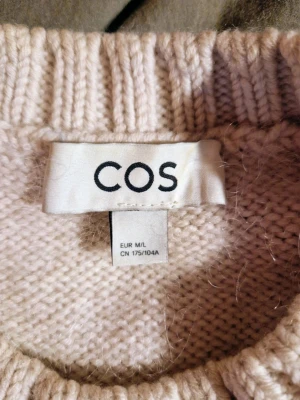 COS
EUR M/L
CN 175/104A